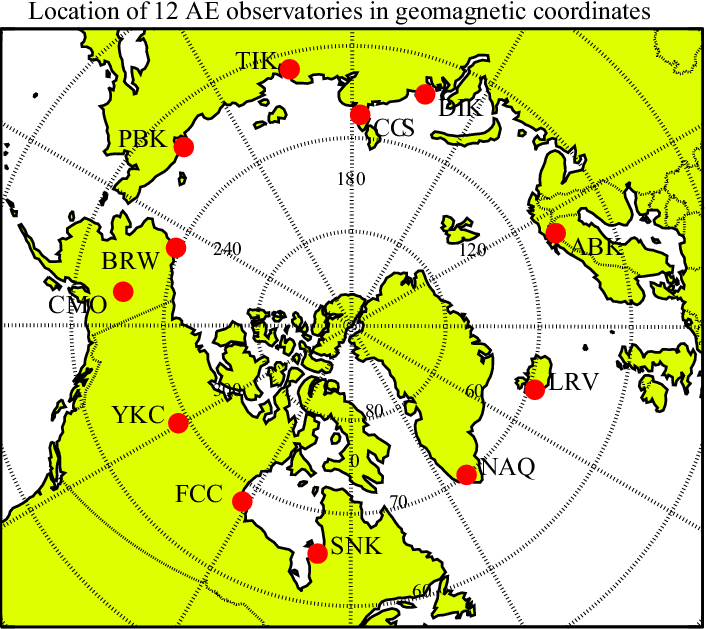 Location of 12 AE observatories in geomagnetic coordinates
TIK
DIK
CCS
PBK
180
240
120
ABK
BRW
CMO
300
60
LRV
80
YKC
0
NAQ
FCC
70
SNK
60